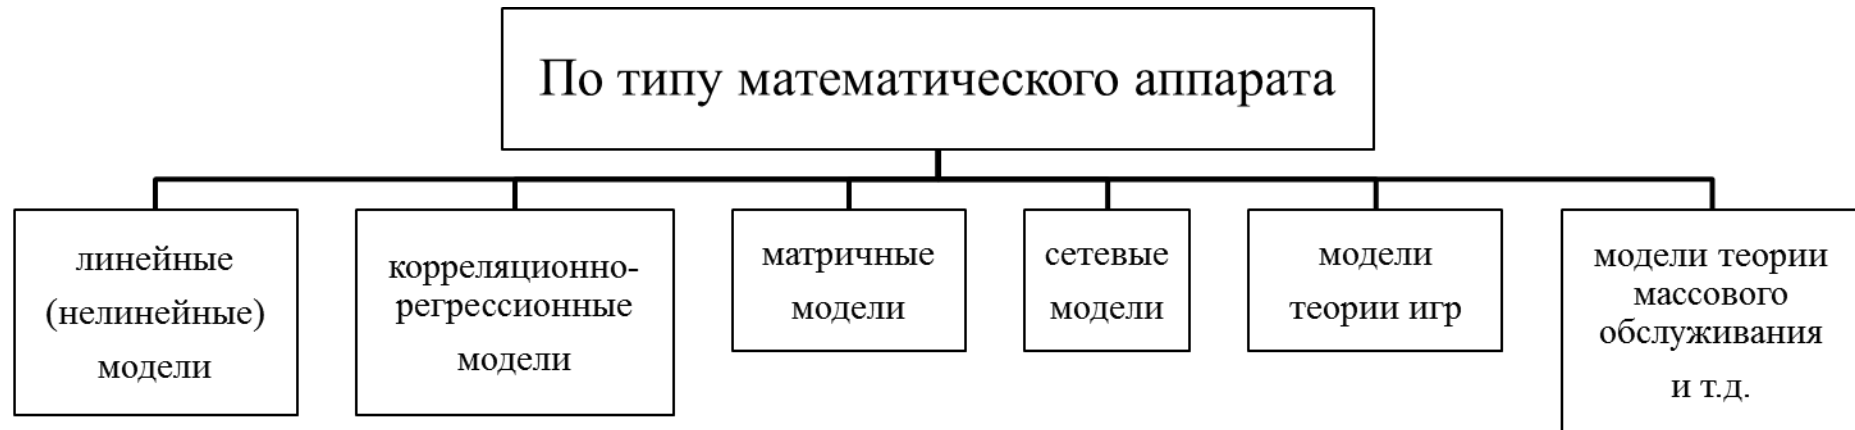 По типу математического аппарата
линейные
(нелинейные)
модели
корреляционно-
регрессионные
модели
матричные
модели
сетевые
модели
модели
теории игр
модели теории
массового
обслуживания
и т.д.